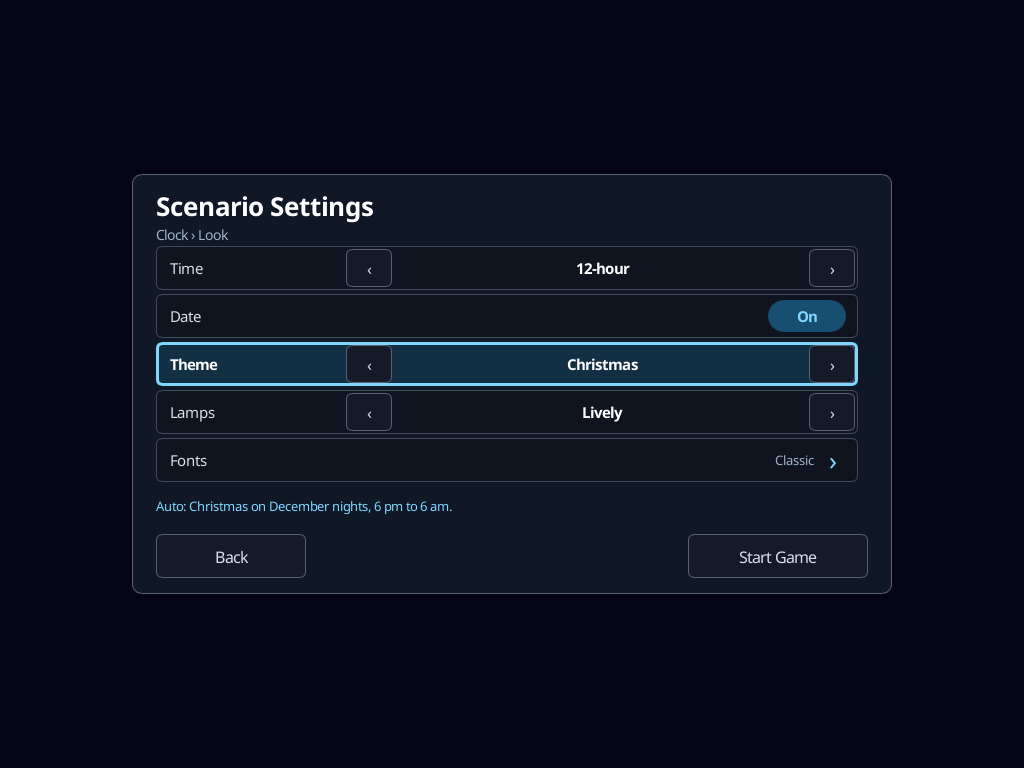 Scenario Settings
Clock › Look
Time ‹ 12-hour ›
Date On
Theme ‹ Christmas ›
Lamps ‹ Lively ›
Fonts Classic ›
Auto: Christmas on December nights, 6 pm to 6 am.
Back Start Game